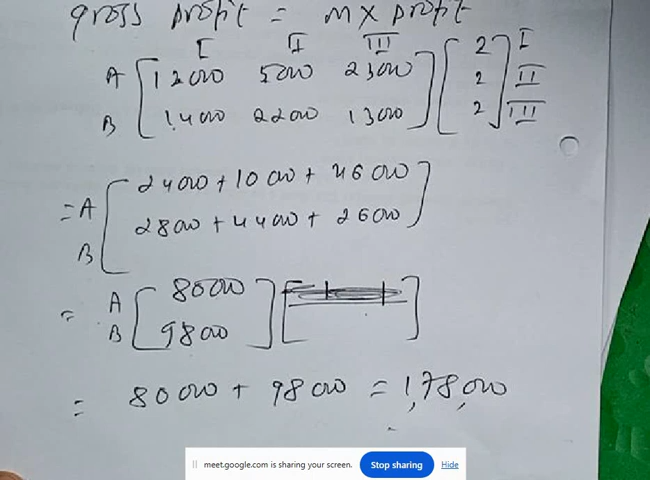 gross profit = M X profit
I II III
A [12000 5000 23000] [2] I
B [14000 22000 13000] [2] II
[2] III
= A [24000 + 10000 + 46000]
B [28000 + 44000 + 26000]
= A [80000] [ ]
B [98000]
= 80000 + 98000 = 1,78,000
meet.google.com is sharing your screen. Stop sharing Hide